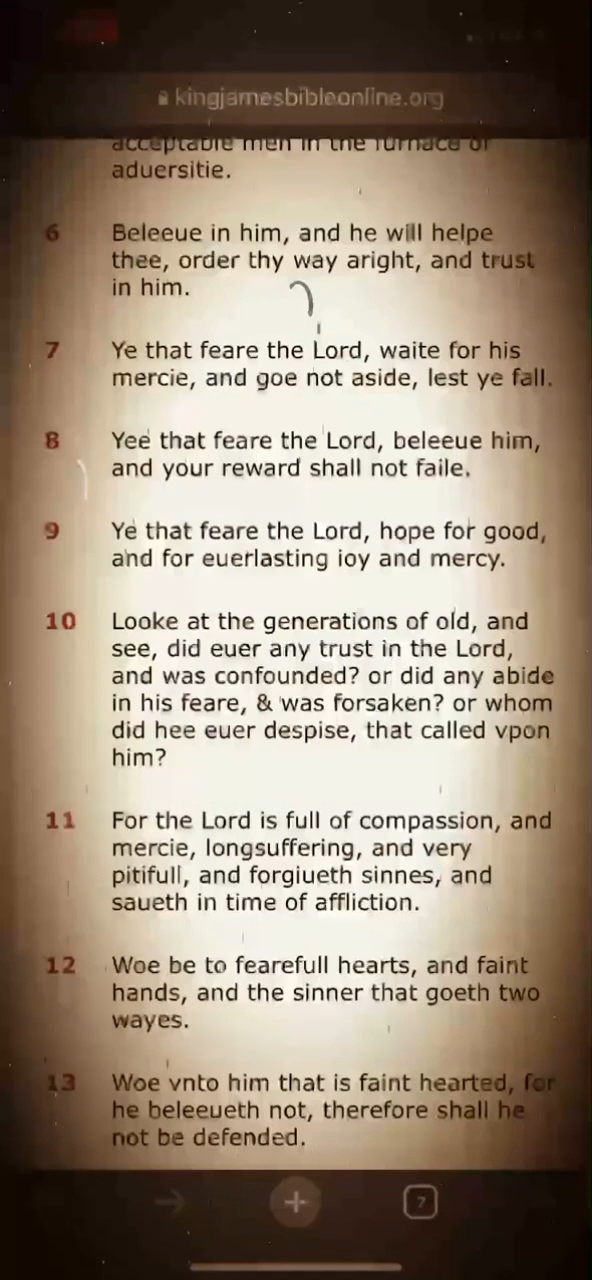 kingjamesbibleonline.org
acceptable men in the furnace of
aduersitie.
6 Beleeue in him, and he will helpe
thee, order thy way aright, and trust
in him.
7 Ye that feare the Lord, waite for his
mercie, and goe not aside, lest ye fall.
8 Yee that feare the Lord, beleeue him,
and your reward shall not faile.
9 Ye that feare the Lord, hope for good,
and for euerlasting ioy and mercy.
10 Looke at the generations of old, and
see, did euer any trust in the Lord,
and was confounded? or did any abide
in his feare, & was forsaken? or whom
did hee euer despise, that called vpon
him?
11 For the Lord is full of compassion, and
mercie, longsuffering, and very
pitifull, and forgiueth sinnes, and
saueth in time of affliction.
12 Woe be to fearefull hearts, and faint
hands, and the sinner that goeth two
wayes.
13 Woe vnto him that is faint hearted, for
he beleeueth not, therefore shall he
not be defended.
7